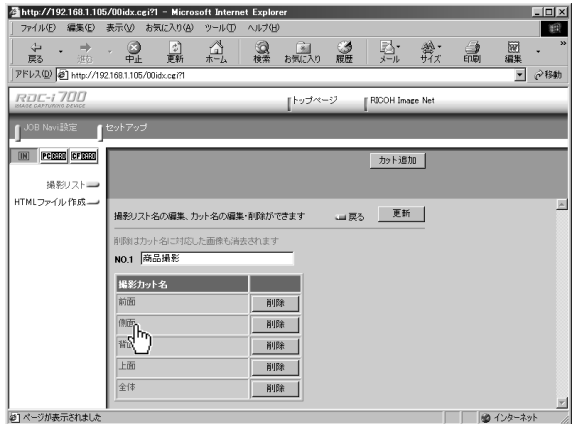 http://192.168.1.105/00idx.cgi?1 - Microsoft Internet Explorer
ファイル(F) 編集(E) 表示(V) お気に入り(A) ツール(T) ヘルプ(H)
戻る 進む 中止 更新 ホーム 検索 お気に入り 履歴 メール サイズ 印刷 編集 »
アドレス(D) http://192.168.1.105/00idx.cgi?1 移動
RDC-i 700
IMAGE CAPTURING DEVICE
トップページ RICOH Image Net
JOB Navi設定 セットアップ
IN
カット追加
撮影リスト
HTMLファイル作成
撮影リスト名の編集、カット名の編集・削除ができます 戻る 更新
削除はカット名に対応した画像も消去されます
NO.1 商品撮影
撮影カット名
前面 削除
側面 削除
削除
上面 削除
全体 削除
ページが表示されました インターネット